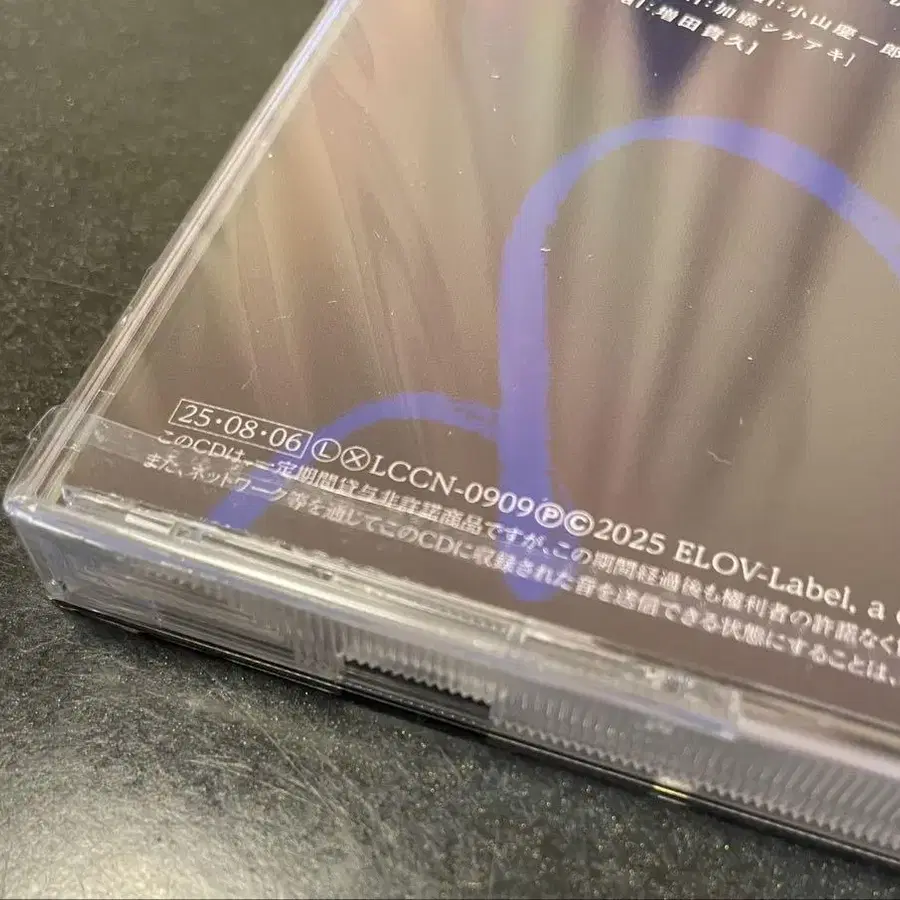 小山慶一郎
加藤シゲアキ]
増田貴久]
25・08・06 ⓁⓍLCCN-0909ⓅⒸ2025 ELOV-Label, a
このCDは、一定期間貸与非許諾商品ですが、この期間経過後も権利者の許諾なく
また、ネットワーク等を通じてこのCDに収録された音を送信できる状態にすることは、